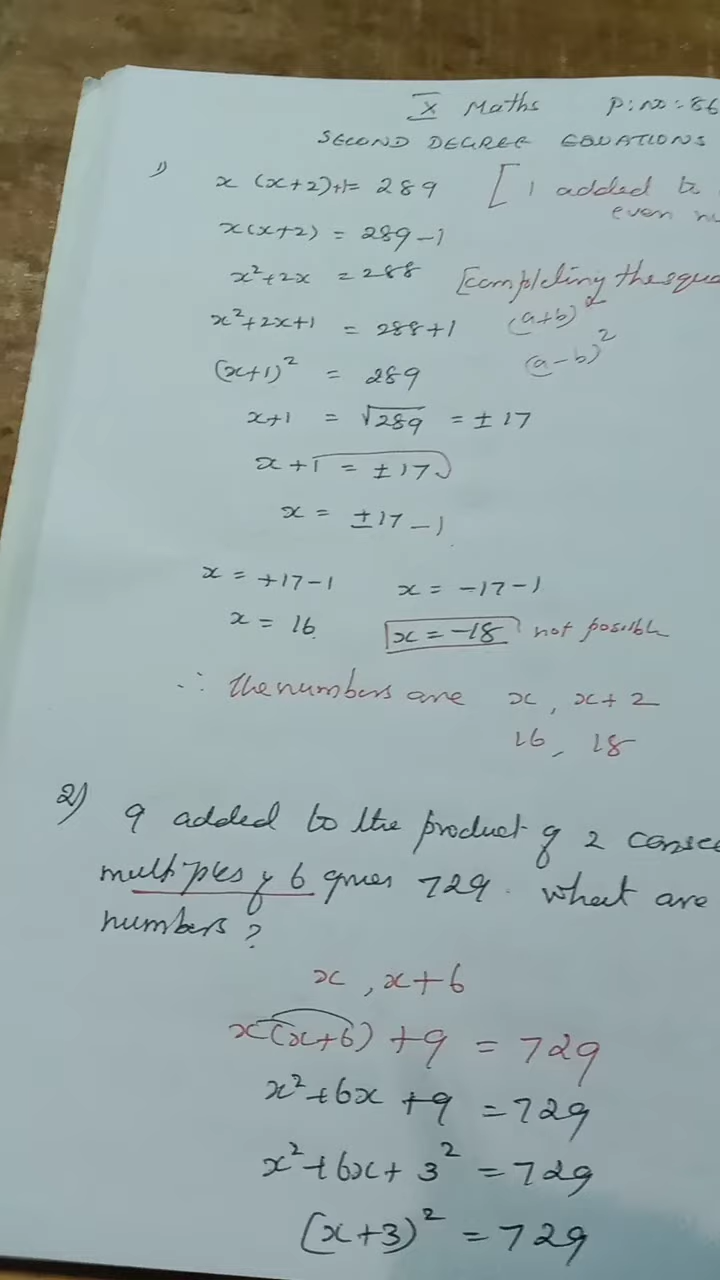 X Maths P: no: 86
SECOND DEGREE EQUATIONS
1) x (x+2)+1 = 289 [1 added to
even
x(x+2) = 289-1
x²+2x = 288 [completing the
x²+2x+1 = 288+1 (a+b)²
(x+1)² = 289 (a-b)²
x+1 = √289 = ±17
x+1 = ±17
x = ±17-1
x = +17-1 x = -17-1
x = 16 x = -18 not possible
∴ The numbers are x, x+2
16, 18
2) 9 added to the product of 2
multiples of 6 gives 729. What are
numbers?
x, x+6
x(x+6) +9 = 729
x²+6x +9 = 729
x²+6x+ 3² = 729
(x+3)² = 729